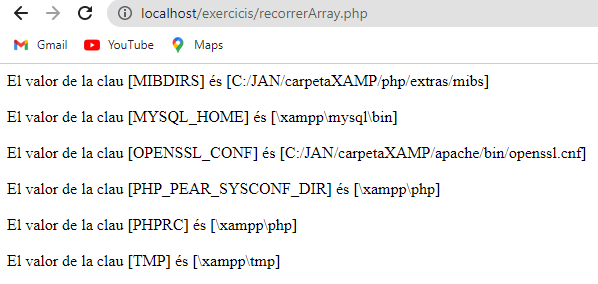 localhost/exercicis/recorrerArray.php
Gmail YouTube Maps
El valor de la clau [MIBDIRS] és [C:/JAN/carpetaXAMPP/php/extras/mibs]
El valor de la clau [MYSQL_HOME] és [\xampp\mysql\bin]
El valor de la clau [OPENSSL_CONF] és [C:/JAN/carpetaXAMPP/apache/bin/openssl.cnf]
El valor de la clau [PHP_PEAR_SYSCONF_DIR] és [\xampp\php]
El valor de la clau [PHPRC] és [\xampp\php]
El valor de la clau [TMP] és [\xampp\tmp]